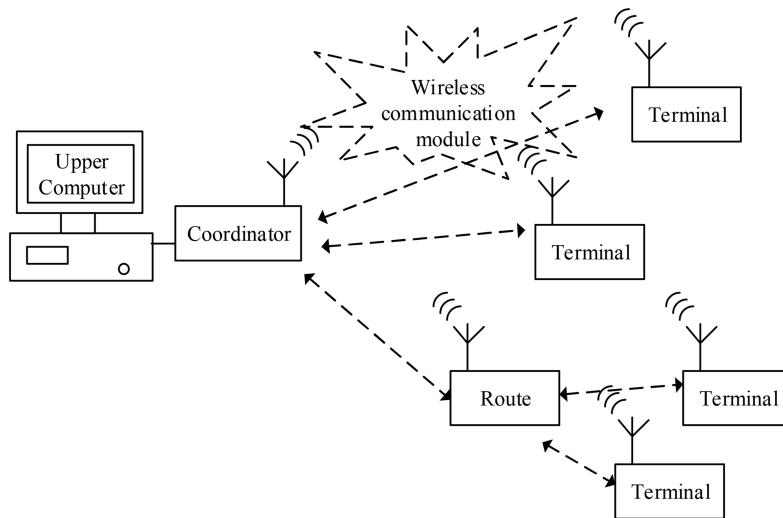 Wireless
communication
module
Terminal
Upper
Computer
Coordinator
Terminal
Route
Terminal
Terminal